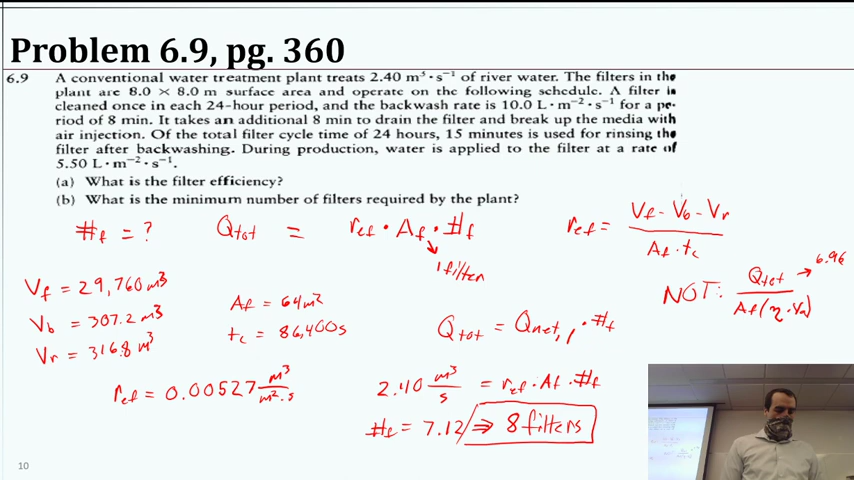 Problem 6.9, pg. 360
6.9 A conventional water treatment plant treats 2.40 m³·s⁻¹ of river water. The filters in the
plant are 8.0 × 8.0 m surface area and operate on the following schedule. A filter is
cleaned once in each 24-hour period, and the backwash rate is 10.0 L·m⁻²·s⁻¹ for a pe-
riod of 8 min. It takes an additional 8 min to drain the filter and break up the media with
air injection. Of the total filter cycle time of 24 hours, 15 minutes is used for rinsing the
filter after backwashing. During production, water is applied to the filter at a rate of
5.50 L·m⁻²·s⁻¹.
(a) What is the filter efficiency?
(b) What is the minimum number of filters required by the plant?
#f = ? Qtot = ref · Af · #f
1 filter
ref = (Vf - Vb - Vr) / (Af · tc)
NOT: Qtot / Af(η · Va) → 6.96
Vf = 29,760 m³
Vb = 307.2 m³
Vr = 316.8 m³
Af = 64 m²
tc = 86,400 s
Qtot = Qnet,1 · #f
ref = 0.00527 m³/m²·s
2.40 m³/s = ref · Af · #f
#f = 7.12 ⇒ 8 filters
10